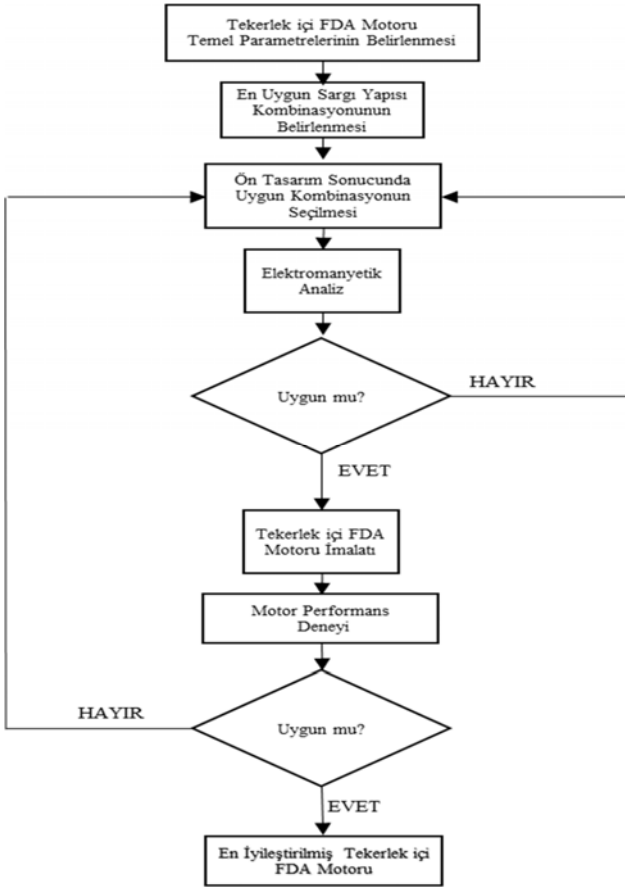 Tekerlek içi FDA Motoru
Temel Parametrelerinin Belirlenmesi
En Uygun Sargı Yapısı
Kombinasyonunun
Belirlenmesi
Ön Tasarım Sonucunda
Uygun Kombinasyonun
Seçilmesi
Elektromanyetik
Analiz
Uygun mu?
HAYIR
EVET
Tekerlek içi FDA
Motoru İmalatı
Motor Performans
Deneyi
HAYIR
Uygun mu?
EVET
En İyileştirilmiş Tekerlek içi
FDA Motoru